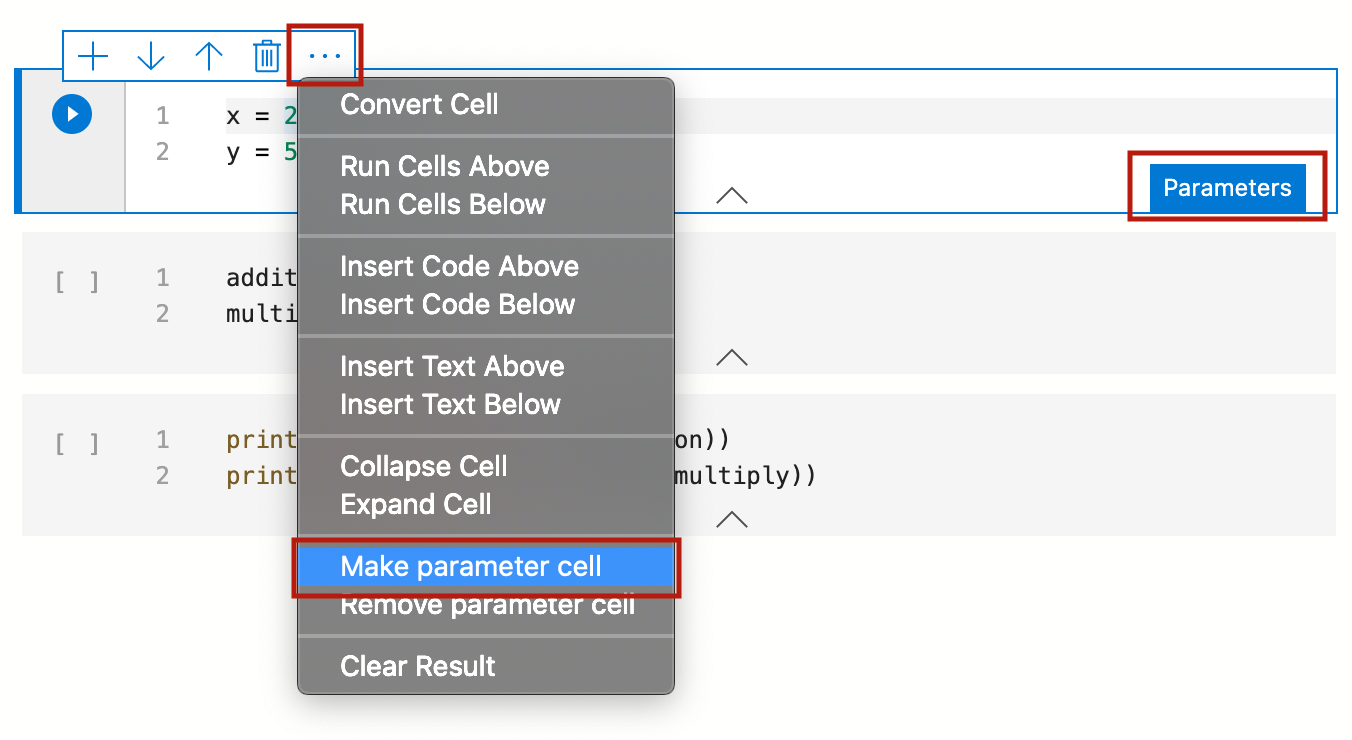 ...
Convert Cell
1 x = 2
2 y = 5
Run Cells Above
Run Cells Below
Parameters
Insert Code Above
Insert Code Below
[ ] 1 addit
2 multi
Insert Text Above
Insert Text Below
[ ] 1 print on))
2 print multiply))
Collapse Cell
Expand Cell
Make parameter cell
Remove parameter cell
Clear Result